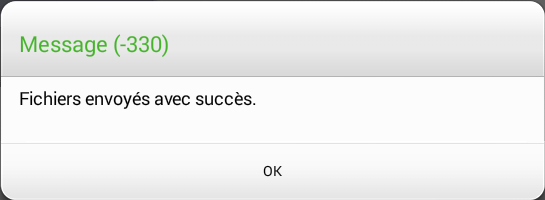 Message (-330)
Fichiers envoyés avec succès.
OK